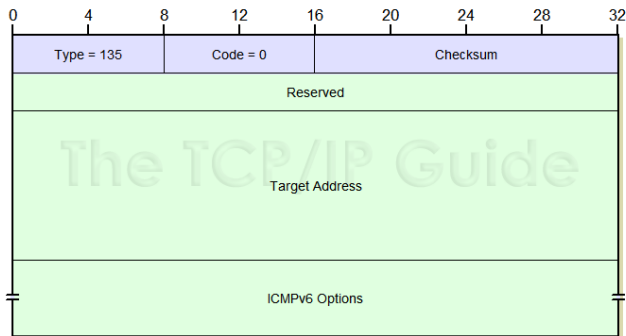 0 4 8 12 16 20 24 28 32
Type = 135 Code = 0 Checksum
Reserved
The TCP/IP Guide
Target Address
ICMPv6 Options